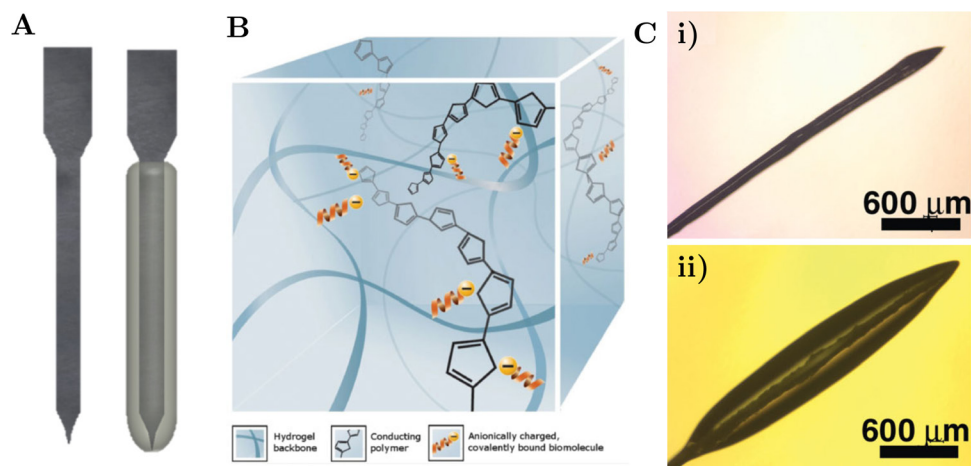 A
B
C
i)
600 μm
ii)
600 μm
Hydrogel
backbone
Conducting
polymer
Anionically charged,
covalently bound biomolecule